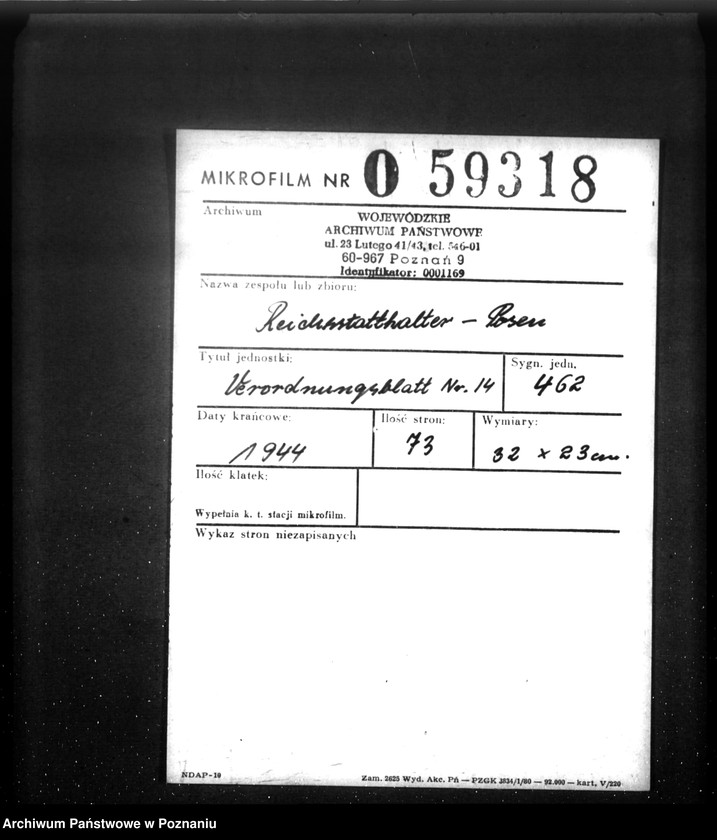 MIKROFILM NR 0 59318
Archiwum
WOJEWÓDZKIE
ARCHIWUM PAŃSTWOWE
ul. 23 Lutego 41/43, tel. 546-01
60-967 Poznań 9
Identyfikator: 0001169
Nazwa zespołu lub zbioru:
Reichsstatthalter – Posen
Tytuł jednostki:
Sygn. jedn.
Verordnungsblatt Nr. 14
462
Daty krańcowe:
Ilość stron:
Wymiary:
1944
73
32 x 23 cm.
Ilość klatek:
Wypełnia k. t. stacji mikrofilm.
Wykaz stron niezapisanych
NDAP-10
Zam. 2625 Wyd. Akc. Pń — PZGK 3834/1/80 — 92.000 — kart. V/220
Archiwum Państwowe w Poznaniu